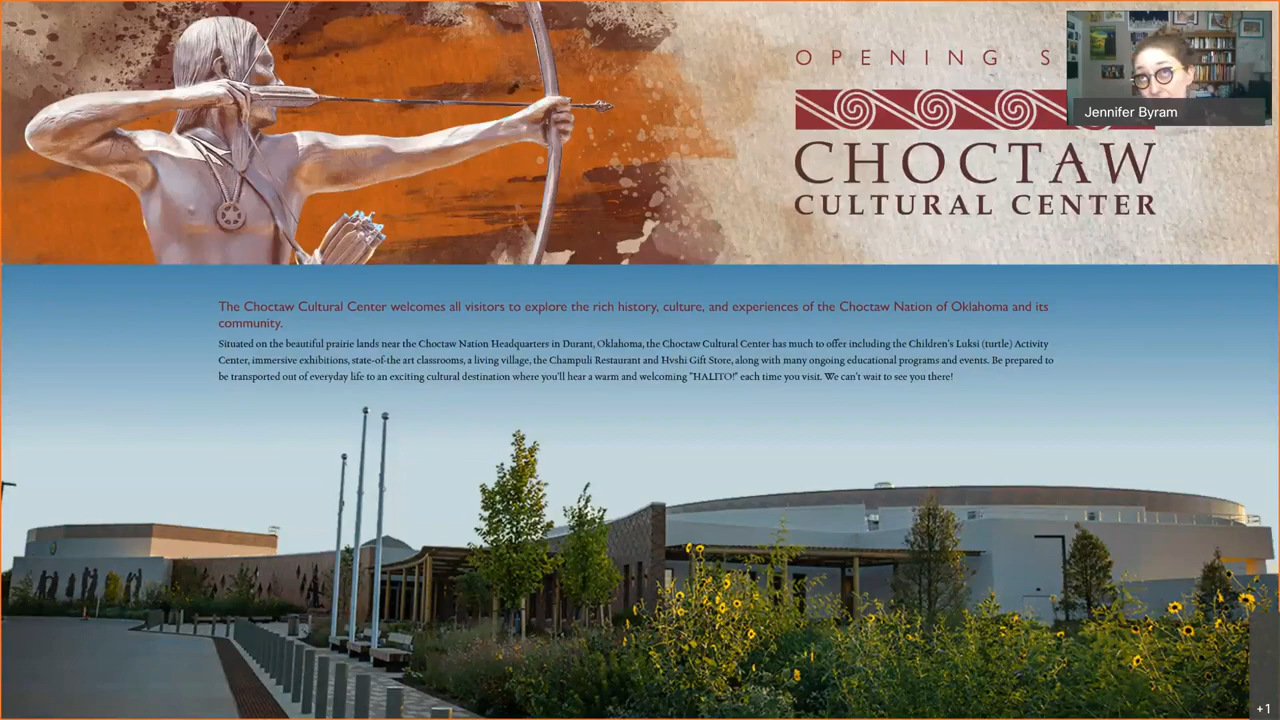 OPENING S
Jennifer Byram
CHOCTAW
CULTURAL CENTER
The Choctaw Cultural Center welcomes all visitors to explore the rich history, culture, and experiences of the Choctaw Nation of Oklahoma and its
community.
Situated on the beautiful prairie lands near the Choctaw Nation Headquarters in Durant, Oklahoma, the Choctaw Cultural Center has much to offer including the Children's Luksi (turtle) Activity
Center, immersive exhibitions, state-of-the art classrooms, a living village, the Champuli Restaurant and Hvshi Gift Store, along with many ongoing educational programs and events. Be prepared to
be transported out of everyday life to an exciting cultural destination where you'll hear a warm and welcoming "HALITO!" each time you visit. We can't wait to see you there!
+1